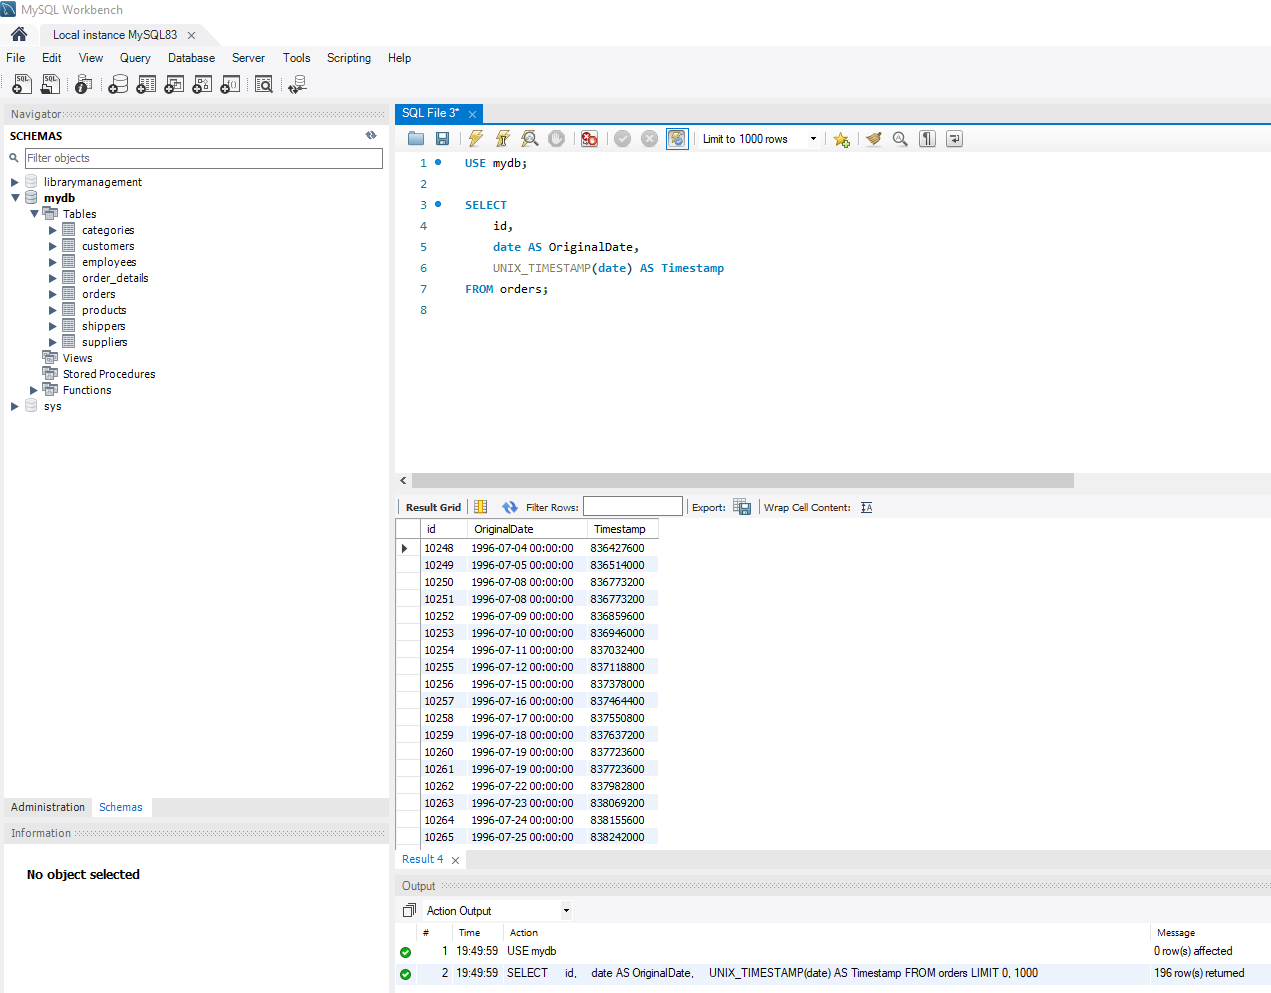 MySQL Workbench
Local instance MySQL83
File Edit View Query Database Server Tools Scripting Help
Navigator
SCHEMAS
Filter objects
librarymanagement
mydb
Tables
categories
customers
employees
order_details
orders
products
shippers
suppliers
Views
Stored Procedures
Functions
sys
Administration Schemas
Information
No object selected
SQL File 3*
Limit to 1000 rows
1 USE mydb;
2
3 SELECT
4 id,
5 date AS OriginalDate,
6 UNIX_TIMESTAMP(date) AS Timestamp
7 FROM orders;
8
Result Grid Filter Rows: Export: Wrap Cell Content:
id OriginalDate Timestamp
10248 1996-07-04 00:00:00 836427600
10249 1996-07-05 00:00:00 836514000
10250 1996-07-08 00:00:00 836773200
10251 1996-07-08 00:00:00 836773200
10252 1996-07-09 00:00:00 836859600
10253 1996-07-10 00:00:00 836946000
10254 1996-07-11 00:00:00 837032400
10255 1996-07-12 00:00:00 837118800
10256 1996-07-15 00:00:00 837378000
10257 1996-07-16 00:00:00 837464400
10258 1996-07-17 00:00:00 837550800
10259 1996-07-18 00:00:00 837637200
10260 1996-07-19 00:00:00 837723600
10261 1996-07-19 00:00:00 837723600
10262 1996-07-22 00:00:00 837982800
10263 1996-07-23 00:00:00 838069200
10264 1996-07-24 00:00:00 838155600
10265 1996-07-25 00:00:00 838242000
Result 4
Output
Action Output
# Time Action Message
1 19:49:59 USE mydb 0 row(s) affected
2 19:49:59 SELECT id, date AS OriginalDate, UNIX_TIMESTAMP(date) AS Timestamp FROM orders LIMIT 0, 1000 196 row(s) returned